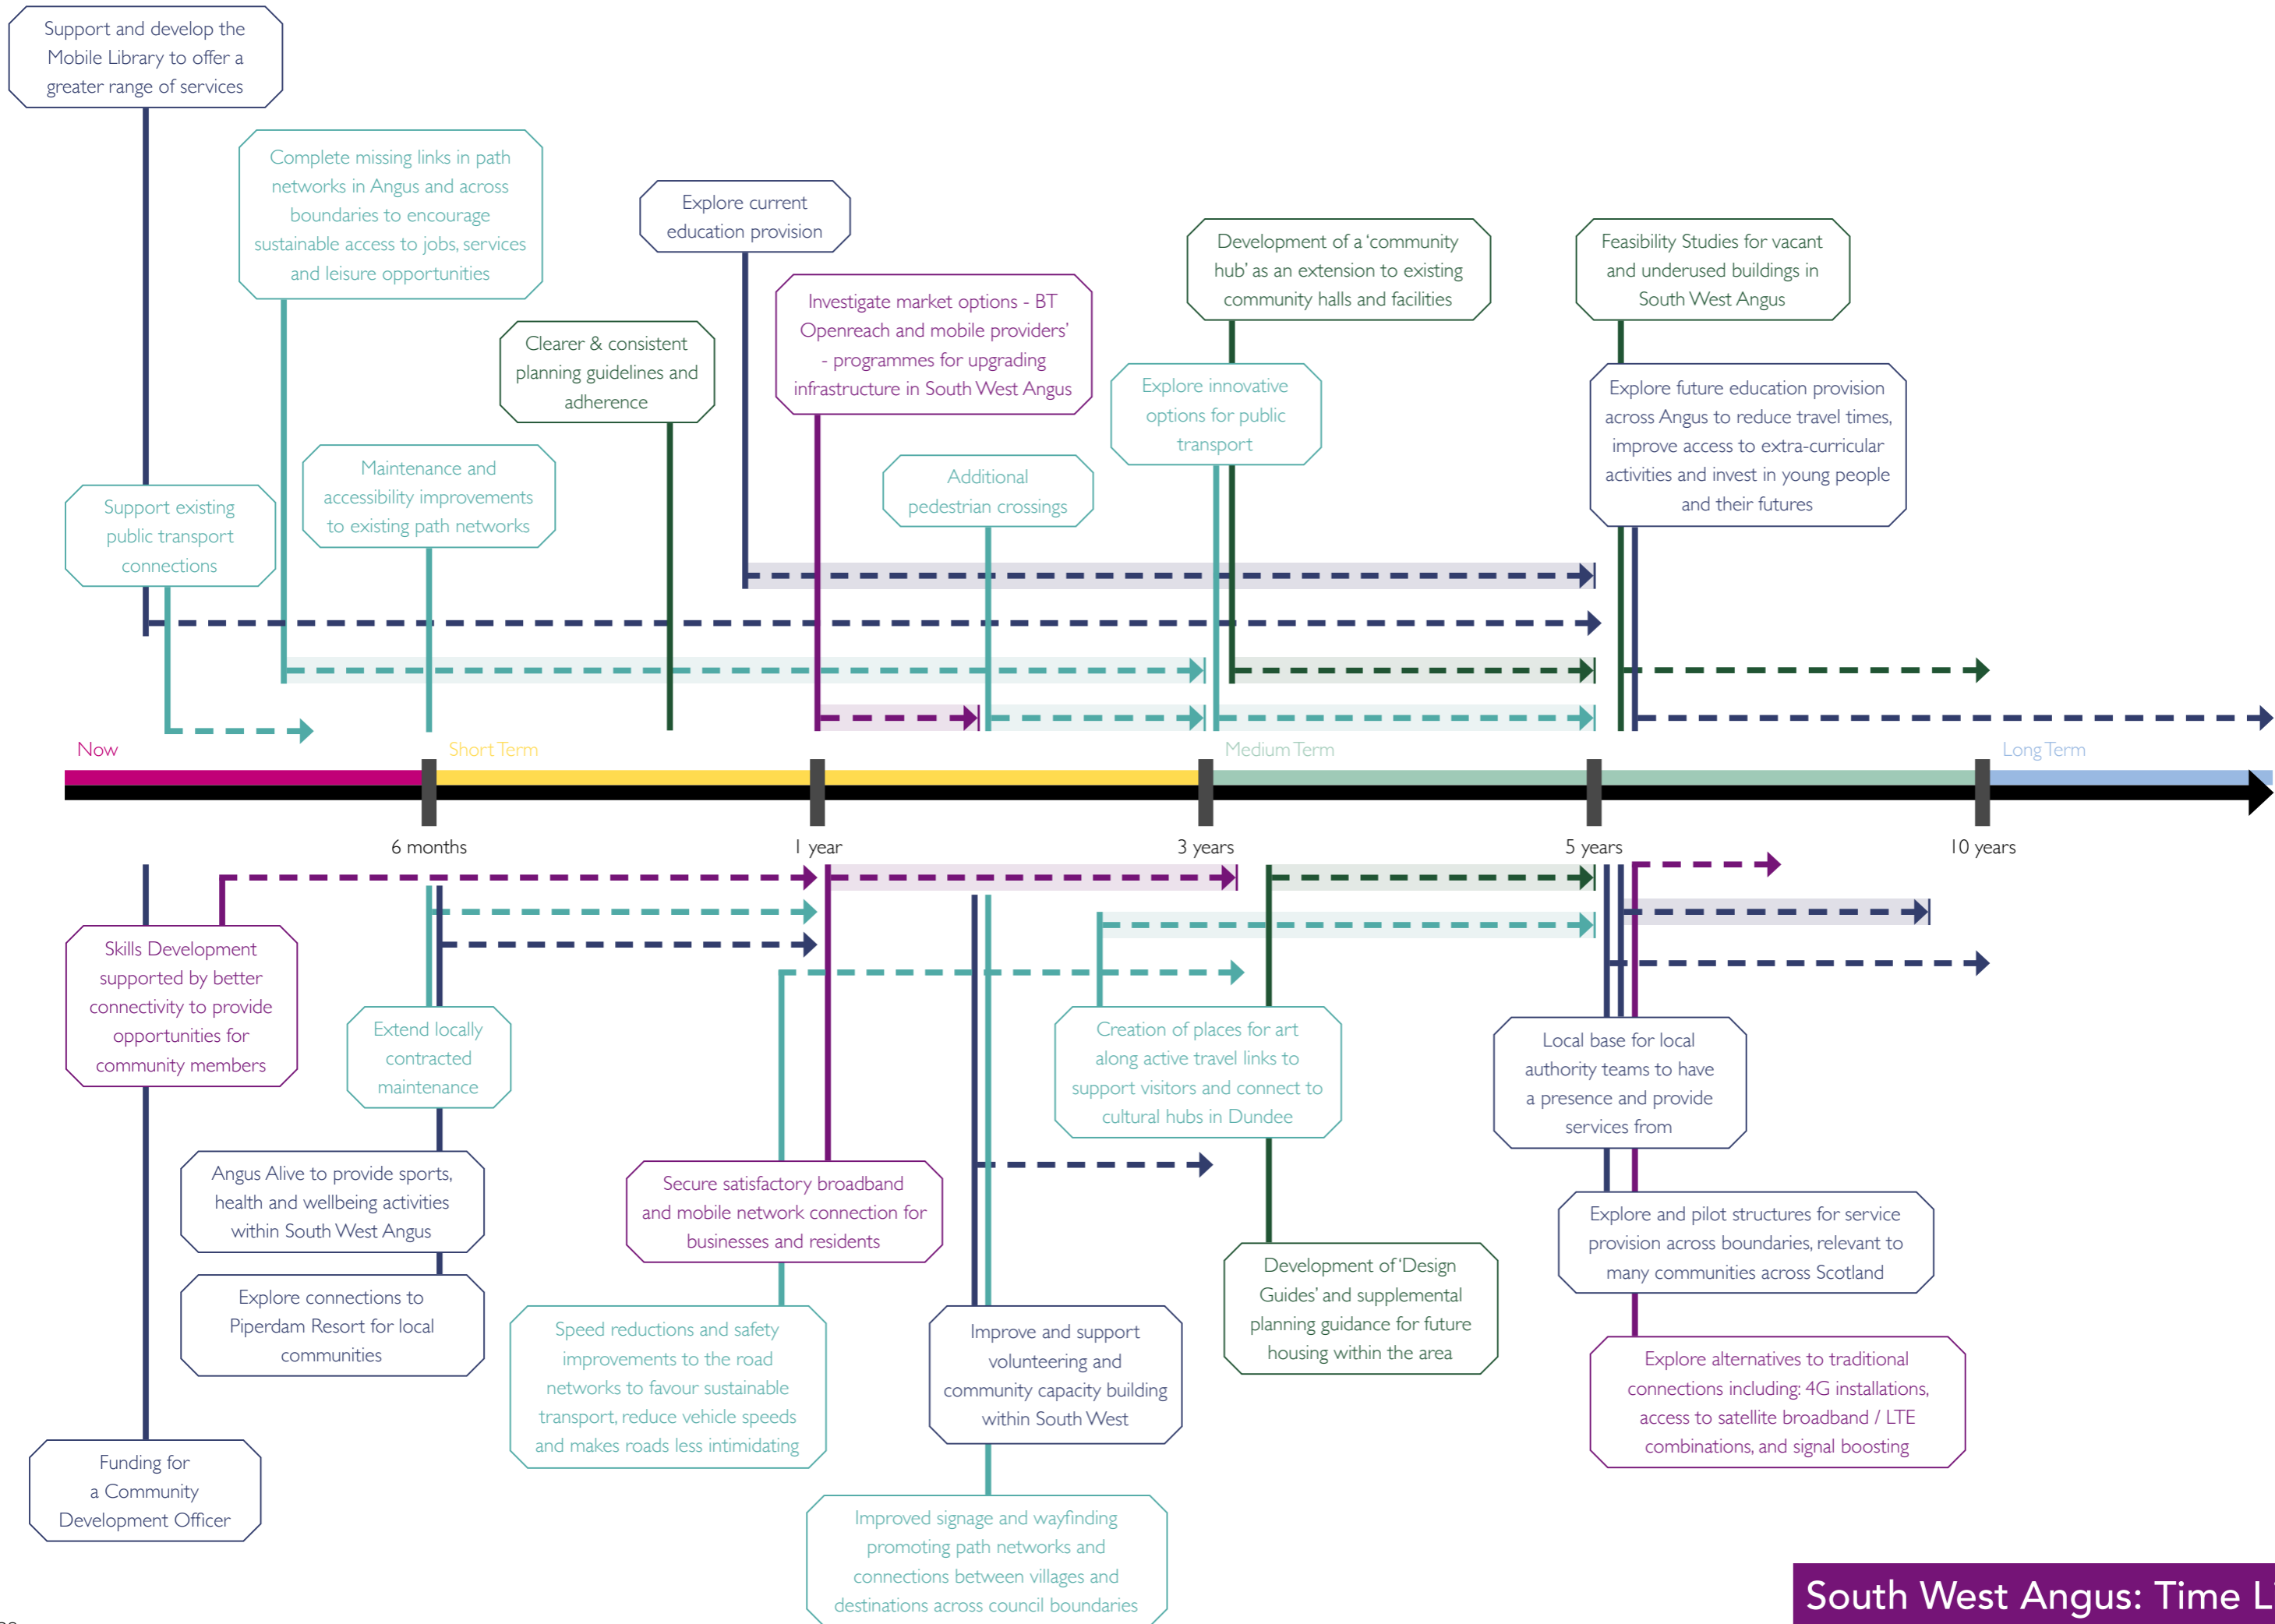 Support and develop the
Mobile Library to offer a
greater range of services
Complete missing links in path
networks in Angus and across
boundaries to encourage
sustainable access to jobs, services
and leisure opportunities
Explore current
education provision
Development of a ‘community
hub’ as an extension to existing
community halls and facilities
Feasibility Studies for vacant
and underused buildings in
South West Angus
Investigate market options - BT
Openreach and mobile providers’
- programmes for upgrading
infrastructure in South West Angus
Clearer & consistent
planning guidelines and
adherence
Explore innovative
options for public
transport
Explore future education provision
across Angus to reduce travel times,
improve access to extra-curricular
activities and invest in young people
and their futures
Maintenance and
accessibility improvements
to existing path networks
Additional
pedestrian crossings
Support existing
public transport
connections
Now
Short Term
Medium Term
Long Term
6 months
1 year
3 years
5 years
10 years
Skills Development
supported by better
connectivity to provide
opportunities for
community members
Extend locally
contracted
maintenance
Creation of places for art
along active travel links to
support visitors and connect to
cultural hubs in Dundee
Local base for local
authority teams to have
a presence and provide
services from
Angus Alive to provide sports,
health and wellbeing activities
within South West Angus
Secure satisfactory broadband
and mobile network connection for
businesses and residents
Explore and pilot structures for service
provision across boundaries, relevant to
many communities across Scotland
Development of ‘Design
Guides’ and supplemental
planning guidance for future
housing within the area
Explore connections to
Piperdam Resort for local
communities
Speed reductions and safety
improvements to the road
networks to favour sustainable
transport, reduce vehicle speeds
and makes roads less intimidating
Improve and support
volunteering and
community capacity building
within South West
Explore alternatives to traditional
connections including: 4G installations,
access to satellite broadband / LTE
combinations, and signal boosting
Funding for
a Community
Development Officer
Improved signage and wayfinding
promoting path networks and
connections between villages and
destinations across council boundaries
South West Angus: Time